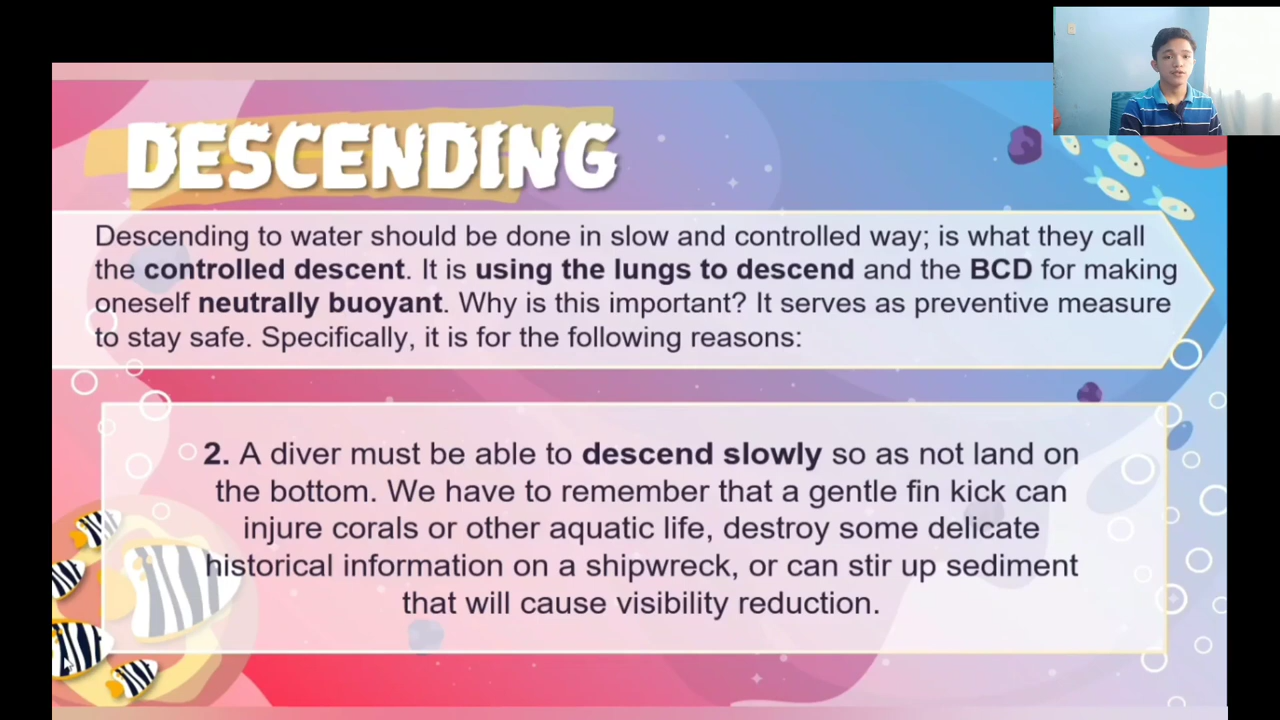 DESCENDING
Descending to water should be done in slow and controlled way; is what they call
the controlled descent. It is using the lungs to descend and the BCD for making
oneself neutrally buoyant. Why is this important? It serves as preventive measure
to stay safe. Specifically, it is for the following reasons:
2. A diver must be able to descend slowly so as not land on
the bottom. We have to remember that a gentle fin kick can
injure corals or other aquatic life, destroy some delicate
historical information on a shipwreck, or can stir up sediment
that will cause visibility reduction.